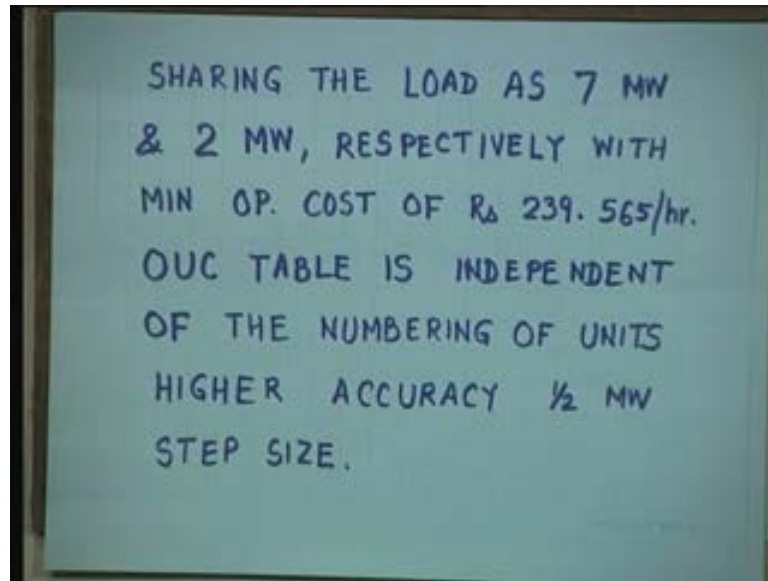 SHARING THE LOAD AS 7 MW
& 2 MW, RESPECTIVELY WITH
MIN OP. COST OF Rs 239.565/hr.
OUC TABLE IS INDEPENDENT
OF THE NUMBERING OF UNITS
HIGHER ACCURACY ½ MW
STEP SIZE.